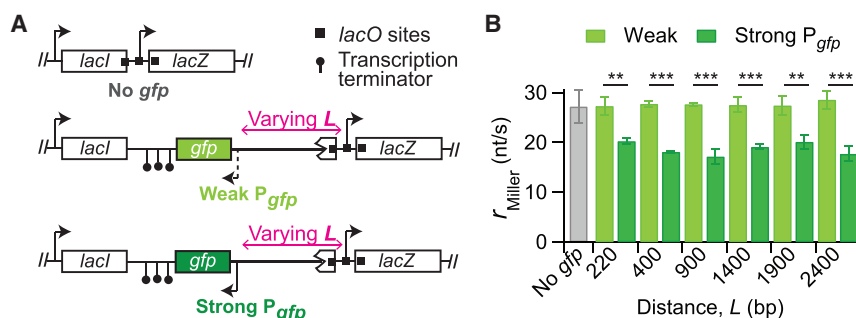 A
lacI lacZ
No gfp
■ lacO sites
Transcription
terminator
Varying L
lacI gfp lacZ
Weak Pgfp
Varying L
lacI gfp lacZ
Strong Pgfp
B
Weak Strong Pgfp
** *** *** *** ** ***
rMiller (nt/s)
30
20
10
0
No gfp 220 400 900 1400 1900 2400
Distance, L (bp)